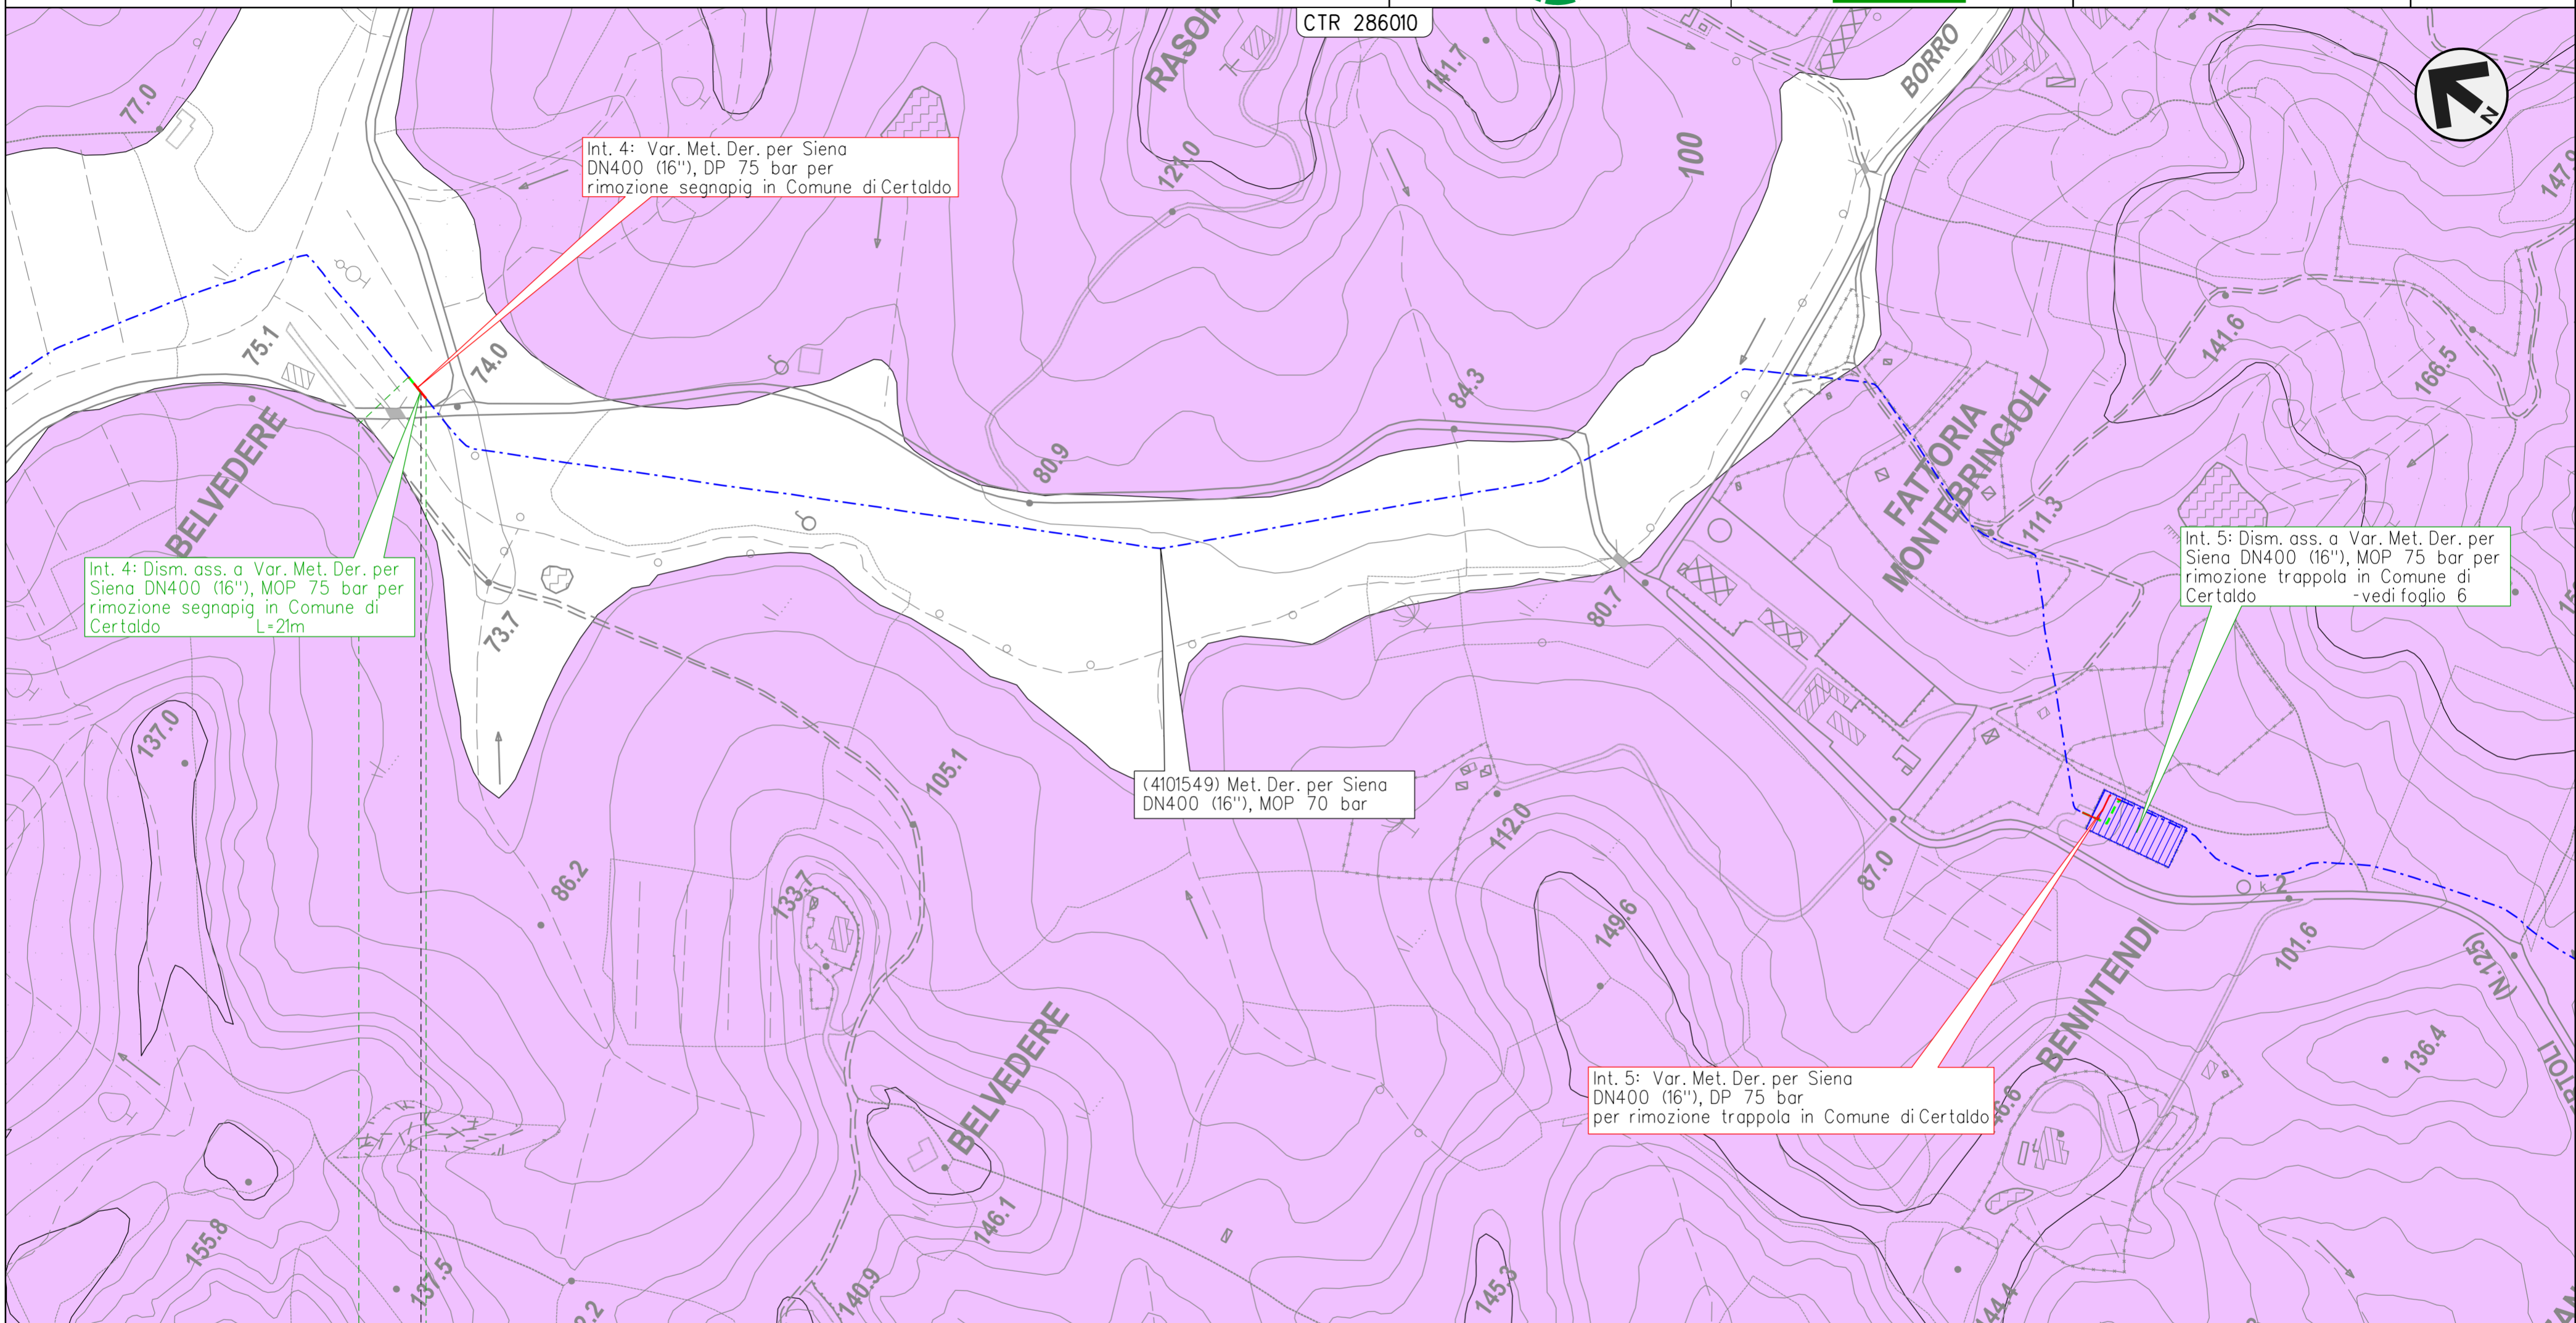 CTR 286010
77.0
141.7
BORRO
N
121.0
100
Int. 4: Var. Met. Der. per Siena
DN400 (16"), DP 75 bar per
rimozione segnapig in Comune di Certaldo
75.1
74.0
84.3
141.6
166.5
80.9
BELVEDERE
FATTORIA
MONTEBRINCIOLI
111.3
Int. 4: Dism. ass. a Var. Met. Der. per
Siena DN400 (16"), MOP 75 bar per
rimozione segnapig in Comune di
Certaldo L=21m
Int. 5: Dism. ass. a Var. Met. Der. per
Siena DN400 (16"), MOP 75 bar per
rimozione trappola in Comune di
Certaldo -vedi foglio 6
80.7
73.7
137.0
105.1
(4101549) Met. Der. per Siena
DN400 (16"), MOP 70 bar
112.0
87.0
86.2
133.7
k 2
149.6
101.6
(N.125)
BENINTENDI
136.4
BELVEDERE
Int. 5: Var. Met. Der. per Siena
DN400 (16"), DP 75 bar
per rimozione trappola in Comune di Certaldo
146.1
155.8
137.5
140.9
145.3